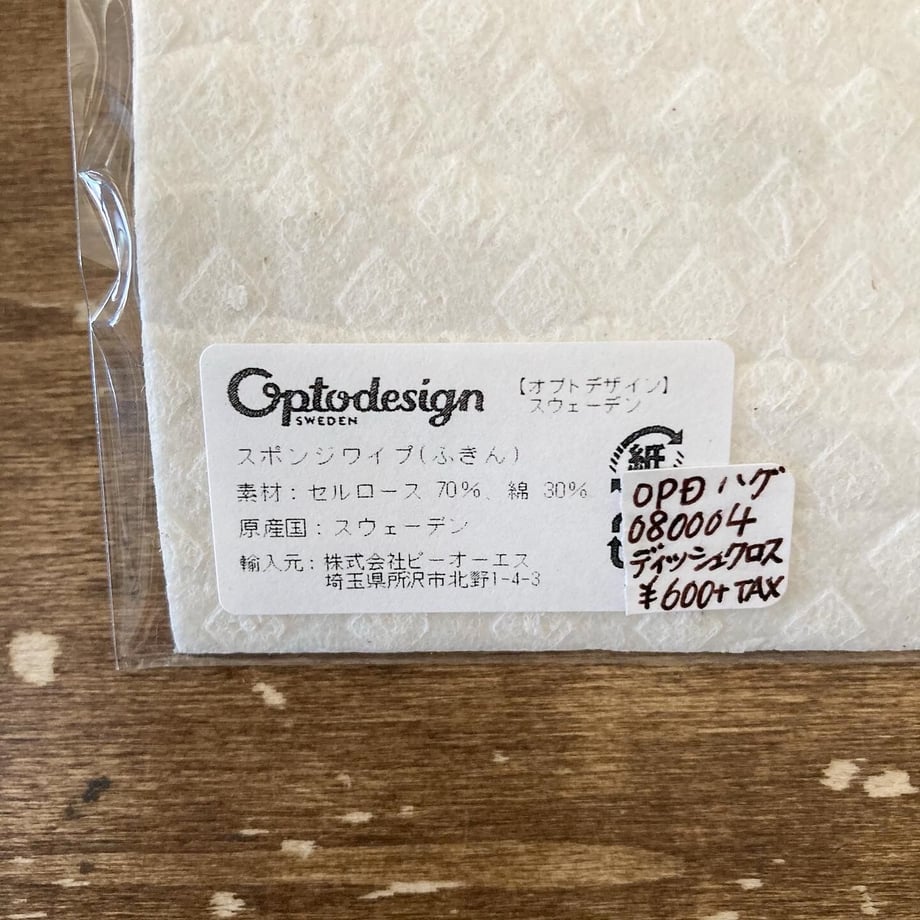 Optodesign
SWEDEN
【オプトデザイン】
スウェーデン
スポンジワイプ(ふきん)
素材：セルロース 70%、綿 30%
原産国：スウェーデン
輸入元：株式会社ピーオーエス
埼玉県所沢市北野1-4-3
紙
OPD ハゲ
080004
ディッシュクロス
¥600+TAX